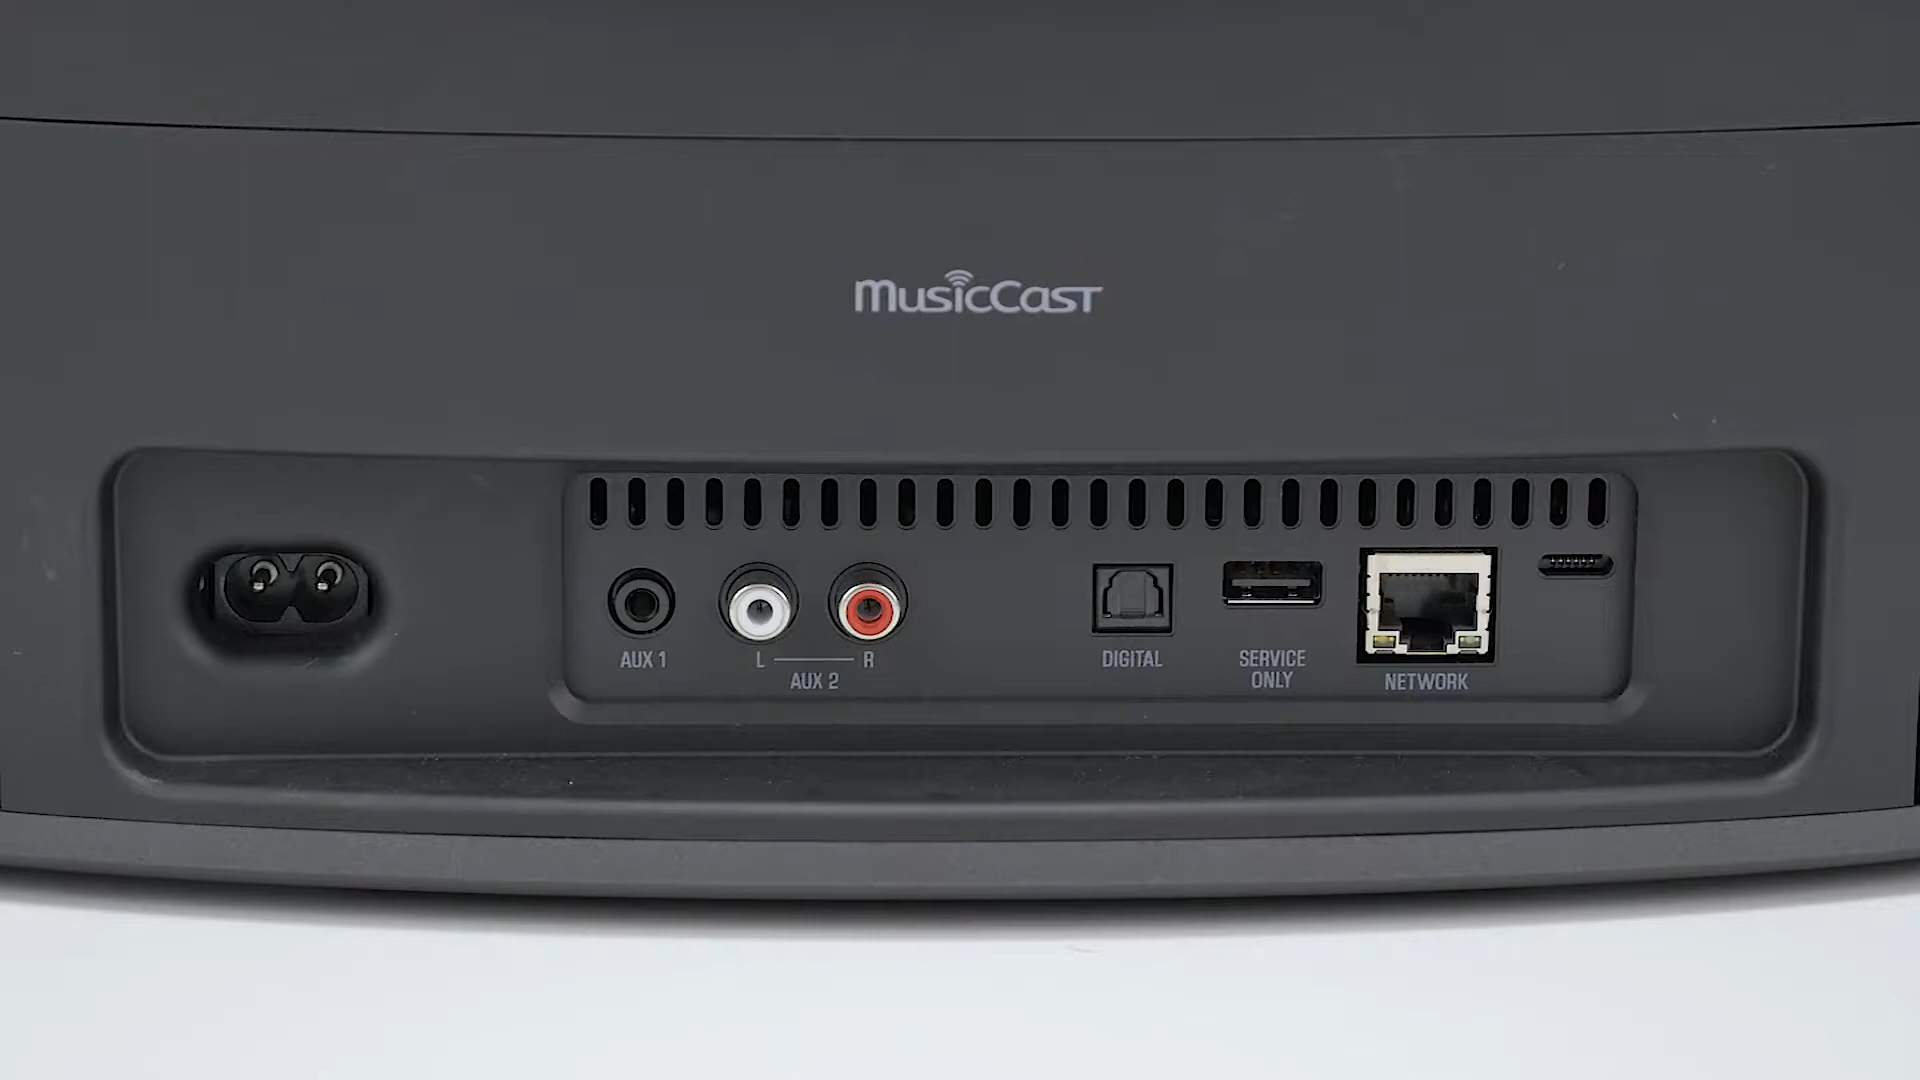 MusicCast
AUX 1
L R
AUX 2
DIGITAL
SERVICE
ONLY
NETWORK